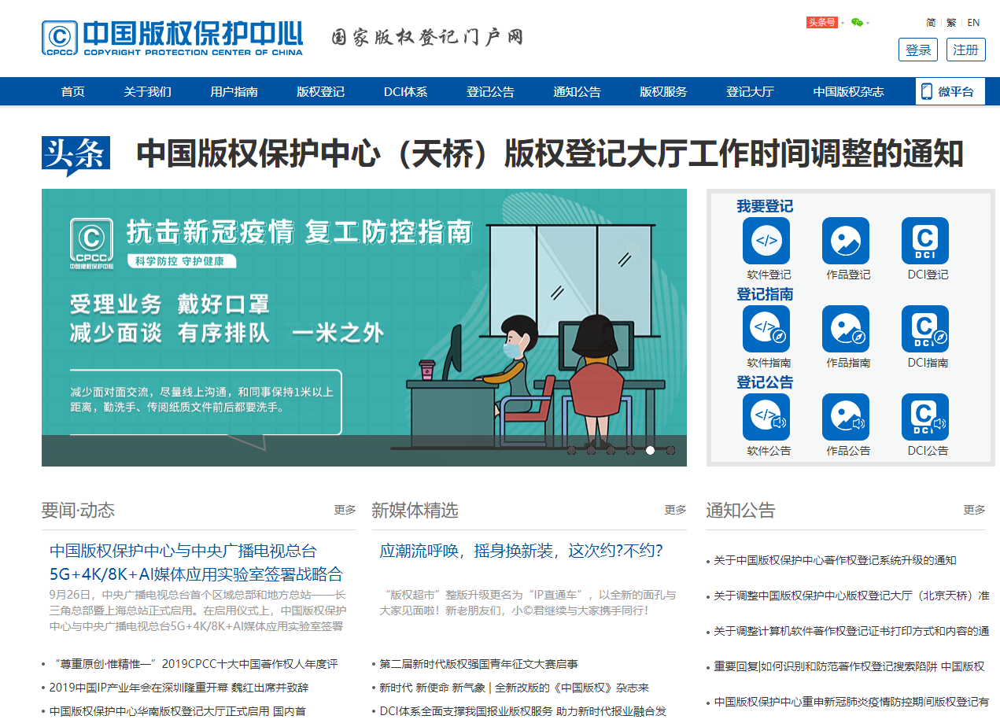 中国版权保护中心
CPCC
COPYRIGHT PROTECTION CENTER OF CHINA
国家版权登记门户网
头条号
简 繁 EN
登录 注册
首页 关于我们 用户指南 版权登记 DCI体系 登记公告 通知公告 版权服务 登记大厅 中国版权杂志 微平台
头条 中国版权保护中心（天桥）版权登记大厅工作时间调整的通知
CPCC
中国版权保护中心
抗击新冠疫情 复工防控指南
科学防控 守护健康
受理业务 戴好口罩
减少面谈 有序排队 一米之外
减少面对面交流，尽量线上沟通，和同事保持1米以上
距离，勤洗手、传阅纸质文件前后都要洗手。
我要登记
</> C DCI
软件登记 作品登记 DCI登记
登记指南
</> C DCI
软件指南 作品指南 DCI指南
登记公告
</> C DCI
软件公告 作品公告 DCI公告
要闻·动态 更多
中国版权保护中心与中央广播电视总台
5G+4K/8K+AI媒体应用实验室签署战略合
9月26日，中央广播电视总台首个区域总部和地方总站——长
三角总部暨上海总站正式启用。在启用仪式上，中国版权保护
中心与中央广播电视总台5G+4K/8K+AI媒体应用实验室签署
• “尊重原创·惟精惟一”2019CPCC十大中国著作权人年度评
• 2019中国IP产业年会在深圳隆重开幕 魏红出席并致辞
• 中国版权保护中心华南版权登记大厅正式启用 国内首
新媒体精选 更多
应潮流呼唤，摇身换新装，这次约?不约?
“版权超市”整版升级更名为“IP直通车”，以全新的面孔与
大家见面啦！新老朋友们，小©君继续与大家携手同行！
• 第二届新时代版权强国青年征文大赛启事
• 新时代 新使命 新气象 | 全新改版的《中国版权》杂志来
• DCI体系全面支撑我国报业版权服务 助力新时代报业融合发
通知公告 更多
• 关于中国版权保护中心著作权登记系统升级的通知
• 关于调整中国版权保护中心版权登记大厅（北京天桥）准
• 关于调整计算机软件著作权登记证书打印方式和内容的通
• 重要回复|如何识别和防范著作权登记搜索陷阱 中国版权
• 中国版权保护中心重申新冠肺炎疫情防控期间版权登记有